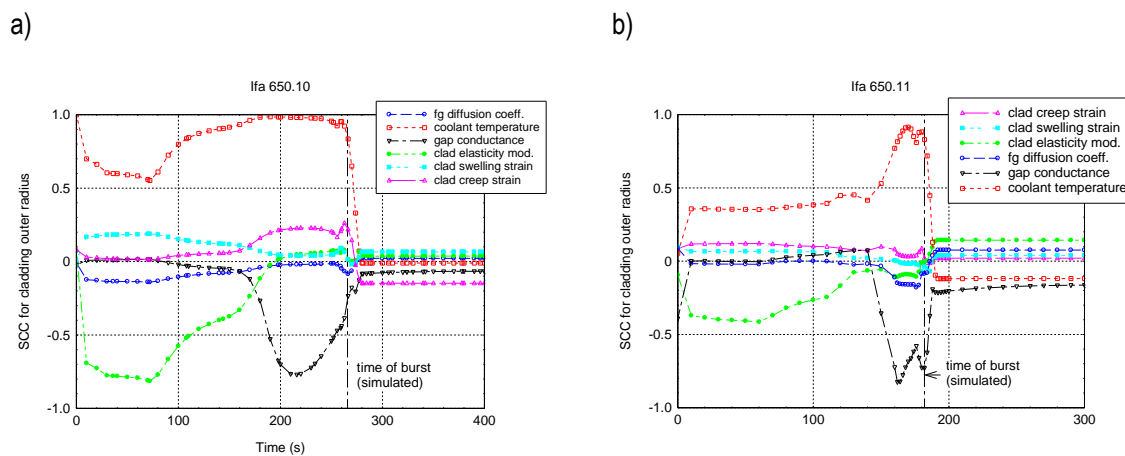 a)
Ifa 650.10
SCC for cladding outer radius
1.0
0.5
0
-0.5
-1.0
0
100
200
300
400
Time (s)
fg diffusion coeff.
coolant temperature
gap conductance
clad elasticity mod.
clad swelling strain
clad creep strain
time of burst
(simulated)
b)
Ifa 650.11
SCC for cladding outer radius
1.0
0.5
0
-0.5
-1.0
0
100
200
300
clad creep strain
clad swelling strain
clad elasticity mod.
fg diffusion coeff.
gap conductance
coolant temperature
time of burst
(simulated)